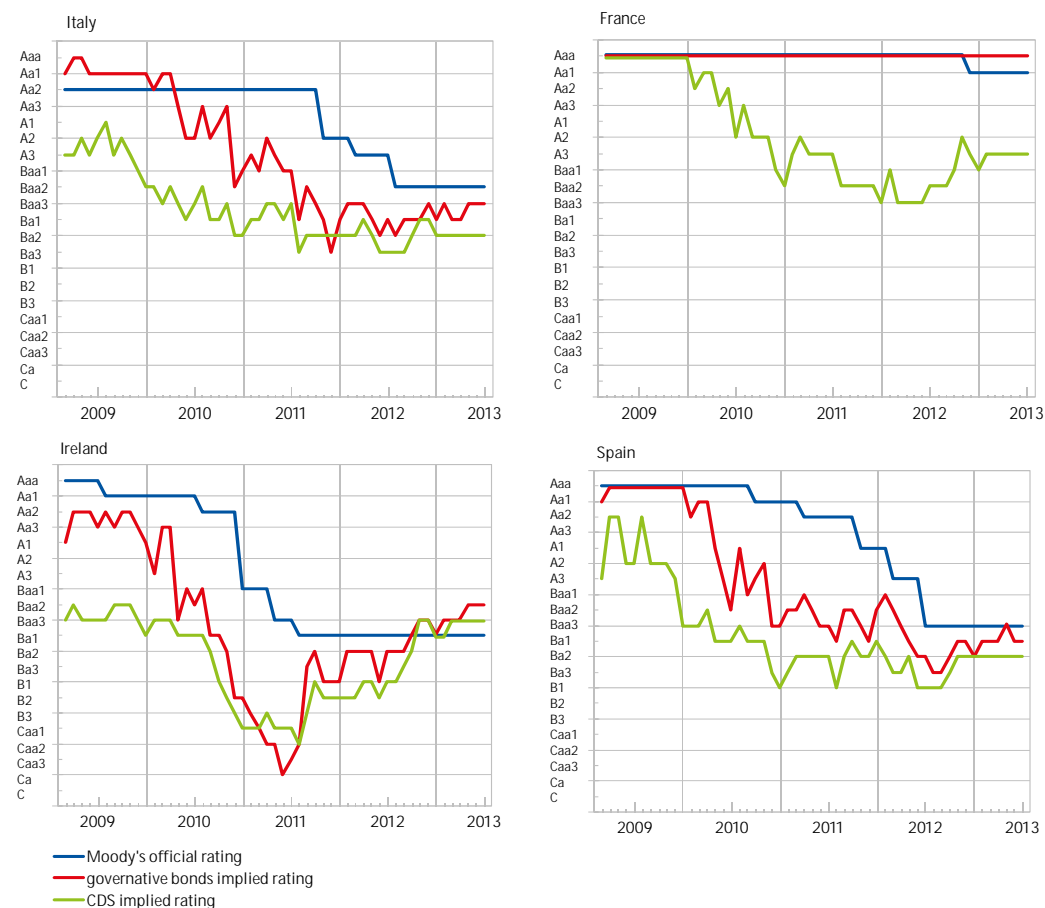 Italy
Aaa
Aa1
Aa2
Aa3
A1
A2
A3
Baa1
Baa2
Baa3
Ba1
Ba2
Ba3
B1
B2
B3
Caa1
Caa2
Caa3
Ca
C
2009 2010 2011 2012 2013
France
Aaa
Aa1
Aa2
Aa3
A1
A2
A3
Baa1
Baa2
Baa3
Ba1
Ba2
Ba3
B1
B2
B3
Caa1
Caa2
Caa3
Ca
C
2009 2010 2011 2012 2013
Ireland
Aaa
Aa1
Aa2
Aa3
A1
A2
A3
Baa1
Baa2
Baa3
Ba1
Ba2
Ba3
B1
B2
B3
Caa1
Caa2
Caa3
Ca
C
2009 2010 2011 2012 2013
Spain
Aaa
Aa1
Aa2
Aa3
A1
A2
A3
Baa1
Baa2
Baa3
Ba1
Ba2
Ba3
B1
B2
B3
Caa1
Caa2
Caa3
Ca
C
2009 2010 2011 2012 2013
Moody's official rating
governative bonds implied rating
CDS implied rating